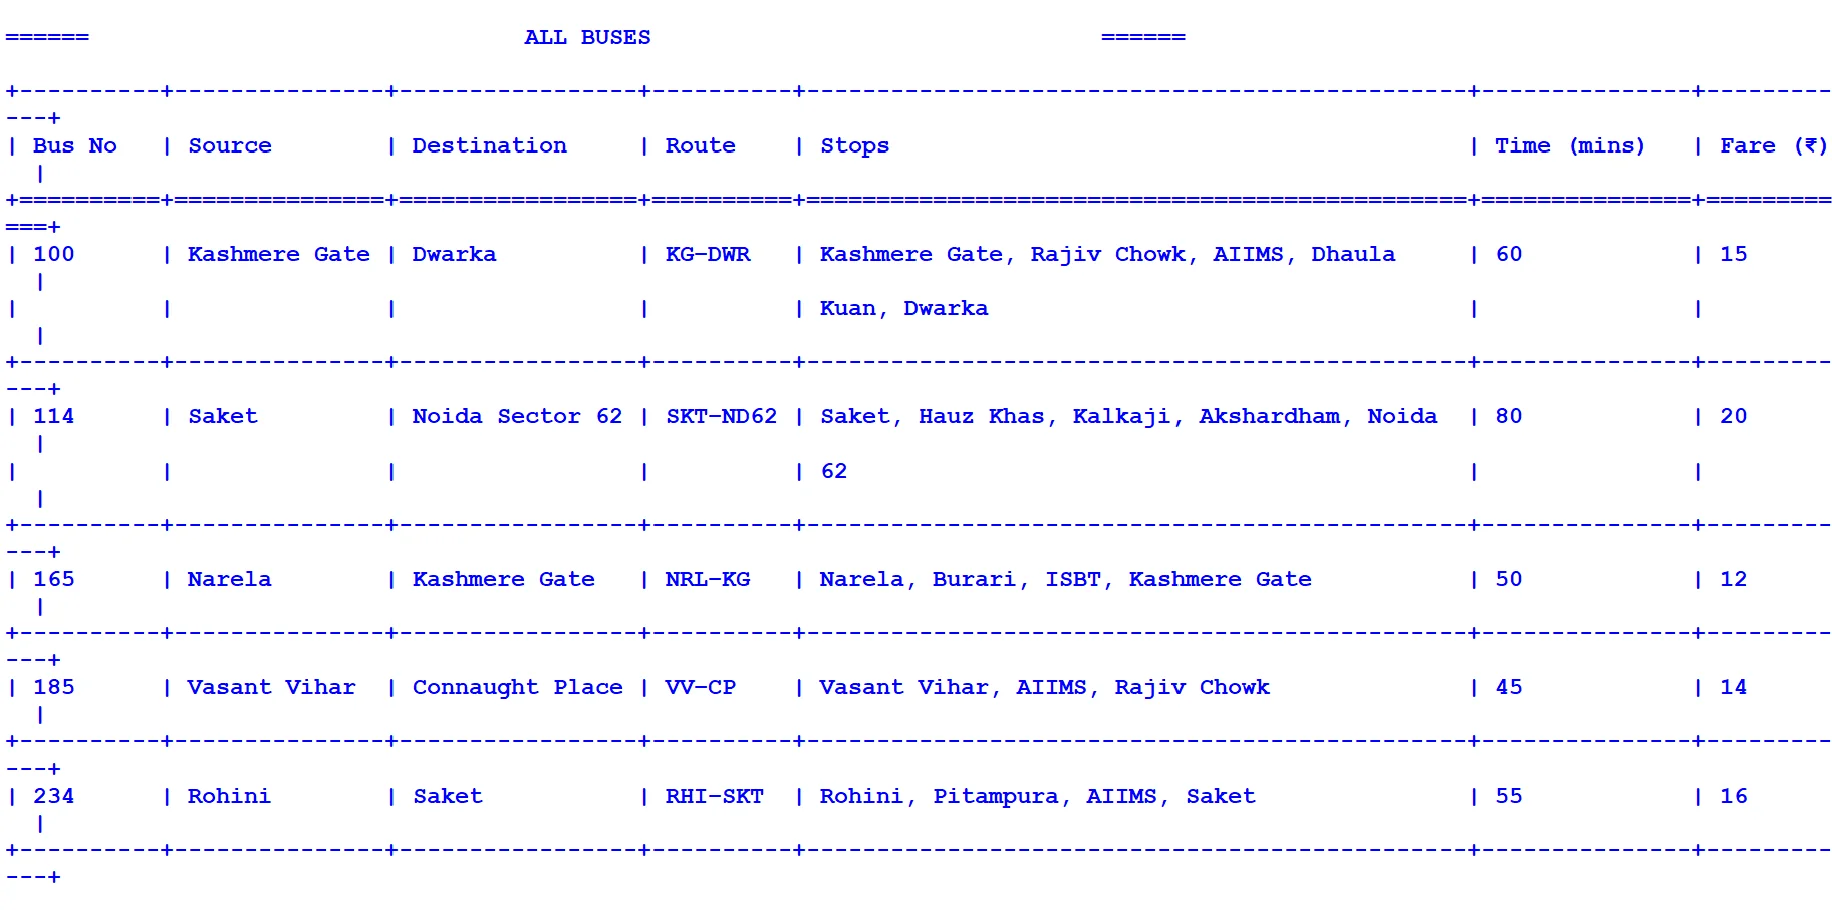 ======                               ALL BUSES                                ======
+----------+---------------+-----------------+----------+-----------------------------------------------+---------------+---------
---+
| Bus No   | Source        | Destination     | Route    | Stops                                         | Time (mins)   | Fare (₹)
  |
+==========+===============+=================+==========+===============================================+===============+=========
===+
| 100      | Kashmere Gate | Dwarka          | KG-DWR   | Kashmere Gate, Rajiv Chowk, AIIMS, Dhaula     | 60            | 15
  |
|          |               |                 |          | Kuan, Dwarka                                  |               |
  |
+----------+---------------+-----------------+----------+-----------------------------------------------+---------------+---------
---+
| 114      | Saket         | Noida Sector 62 | SKT-ND62 | Saket, Hauz Khas, Kalkaji, Akshardham, Noida  | 80            | 20
  |
|          |               |                 |          | 62                                            |               |
  |
+----------+---------------+-----------------+----------+-----------------------------------------------+---------------+---------
---+
| 165      | Narela        | Kashmere Gate   | NRL-KG   | Narela, Burari, ISBT, Kashmere Gate           | 50            | 12
  |
+----------+---------------+-----------------+----------+-----------------------------------------------+---------------+---------
---+
| 185      | Vasant Vihar  | Connaught Place | VV-CP    | Vasant Vihar, AIIMS, Rajiv Chowk              | 45            | 14
  |
+----------+---------------+-----------------+----------+-----------------------------------------------+---------------+---------
---+
| 234      | Rohini        | Saket           | RHI-SKT  | Rohini, Pitampura, AIIMS, Saket               | 55            | 16
  |
+----------+---------------+-----------------+----------+-----------------------------------------------+---------------+---------
---+